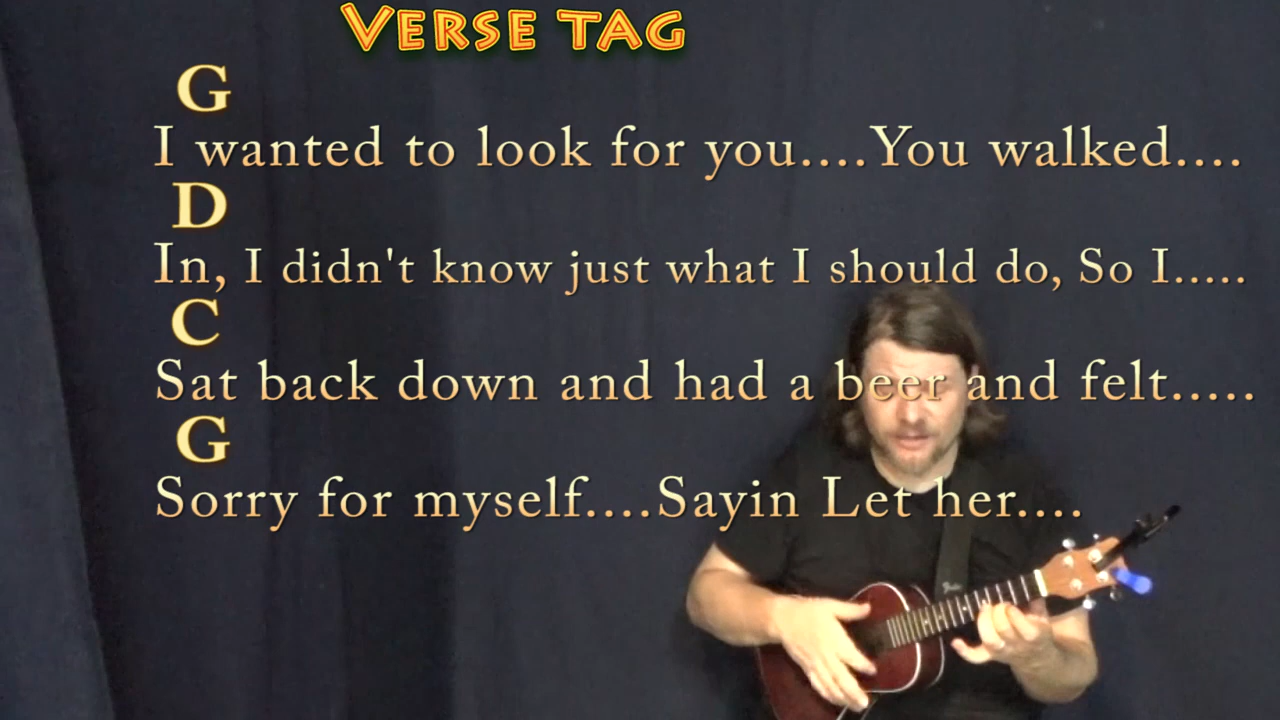 VERSE TAG
G
I wanted to look for you....You walked....
D
In, I didn't know just what I should do, So I.....
C
Sat back down and had a beer and felt.....
G
Sorry for myself....Sayin Let her....
Fender